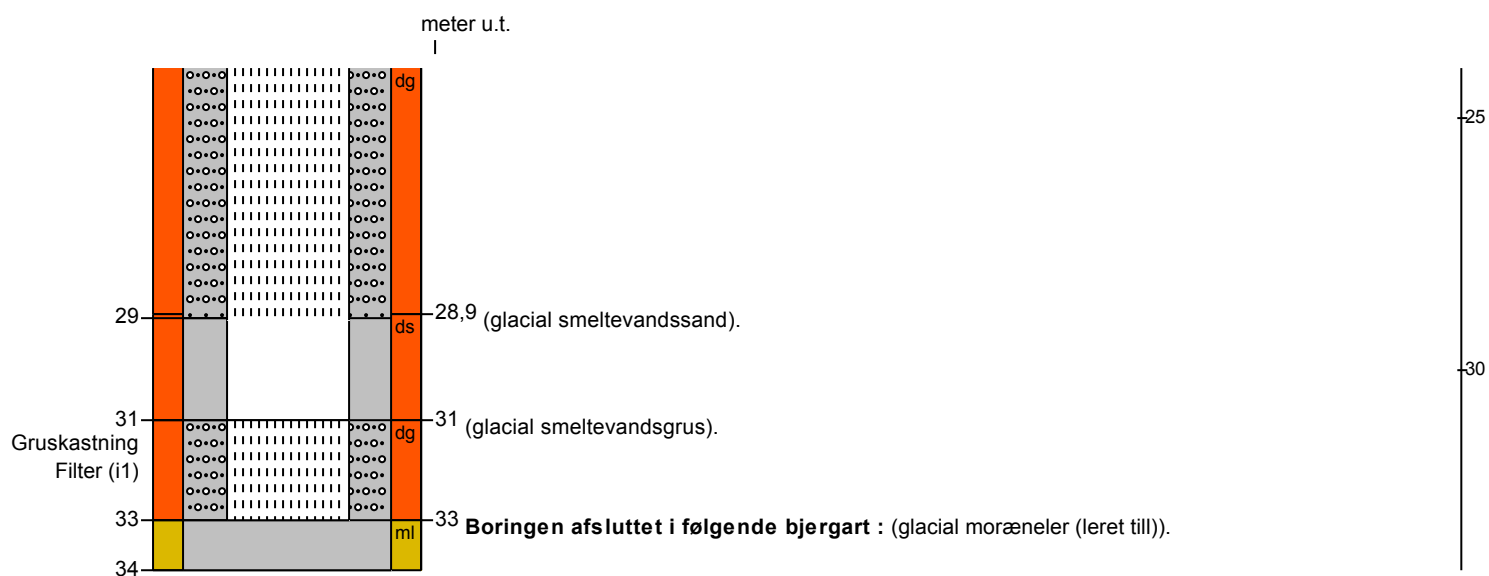 meter u.t.
dg
25
29
28,9 (glacial smeltevandssand).
ds
30
31
31 (glacial smeltevandsgrus).
dg
Gruskastning
Filter (i1)
33
33 Boringen afsluttet i følgende bjergart : (glacial moræneler (leret till)).
ml
34